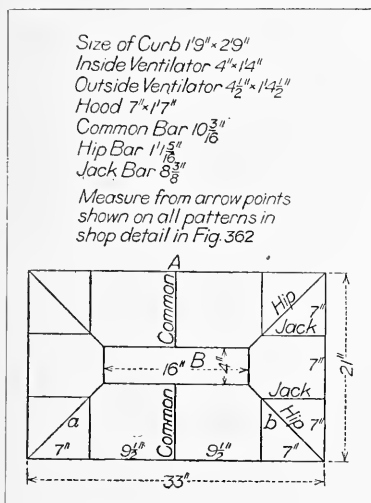 Size of Curb 1'9" × 2'9"
Inside Ventilator 4" × 1'4"
Outside Ventilator 4½" × 1'4½"
Hood 7" × 1'7"
Common Bar 10 3/16"
Hip Bar 1'1 5/16"
Jack Bar 8 3/8"
Measure from arrow points
shown on all patterns in
shop detail in Fig. 362
A
Common
Hip
7"
Jack
16"
B
4"
7"
21"
Jack
a
Common
b
Hip
7"
7"
9½"
9½"
7"
33"